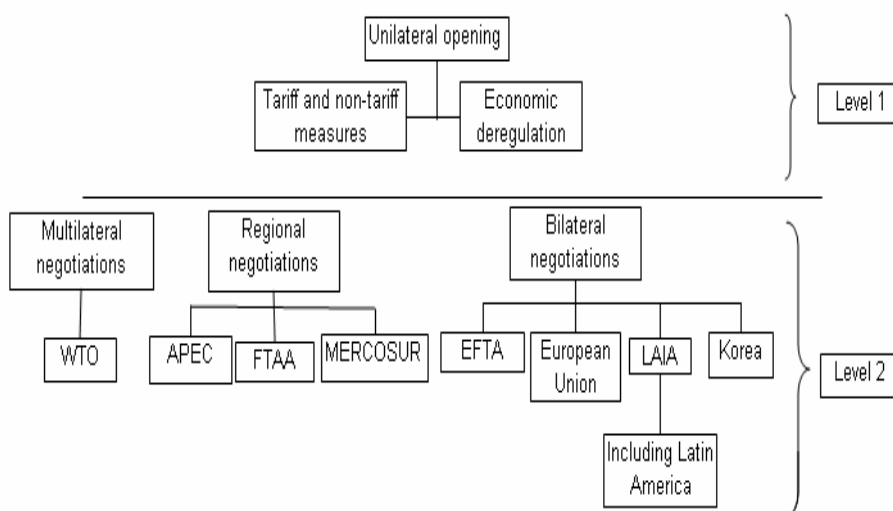 Unilateral opening
Tariff and non-tariff
measures
Economic
deregulation
Level 1
Multilateral
negotiations
Regional
negotiations
Bilateral
negotiations
WTO
APEC
FTAA
MERCOSUR
EFTA
European
Union
LAIA
Korea
Level 2
Including Latin
America